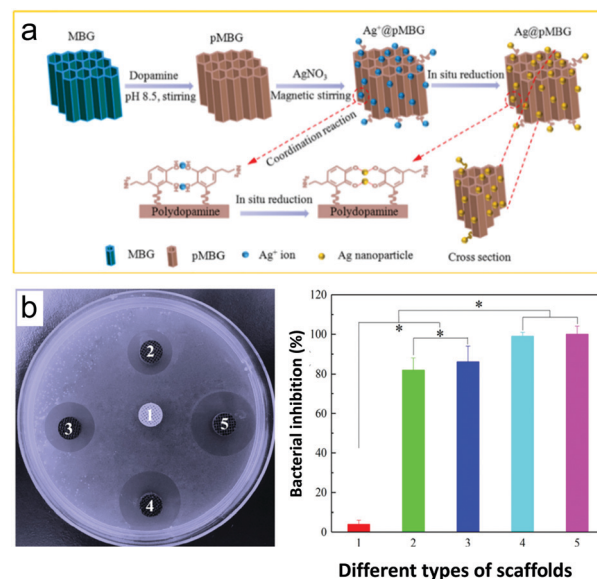 a
MBG
pMBG
Ag⁺@pMBG
Ag@pMBG
Dopamine
pH 8.5, stirring
AgNO₃
Magnetic stirring
In situ reduction
Coordination reaction
In situ reduction
Polydopamine
Polydopamine
MBG
pMBG
Ag⁺ ion
Ag nanoparticle
Cross section
b
2
1
3
5
4
Bacterial inhibition (%)
120
100
80
60
40
20
0
*
*
*
1 2 3 4 5
Different types of scaffolds